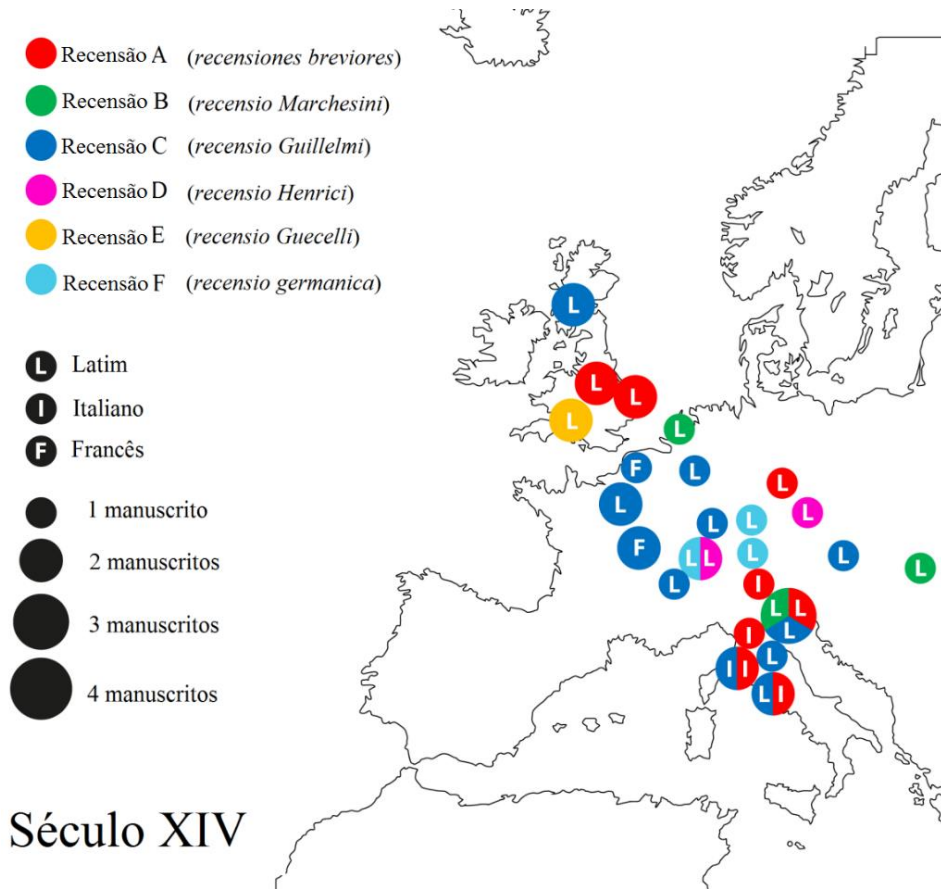 Recensão A (recensiones breviores)
Recensão B (recensio Marchesini)
Recensão C (recensio Guillelmi)
Recensão D (recensio Henrici)
Recensão E (recensio Guecelli)
Recensão F (recensio germanica)
L Latim
I Italiano
F Francês
1 manuscrito
2 manuscritos
3 manuscritos
4 manuscritos
L
L
L
L
L
F
L
L
L
L
L
L
F
L
L
L
L
L
L
I
L
L
L
I
L
I
I
L
I
Século XIV